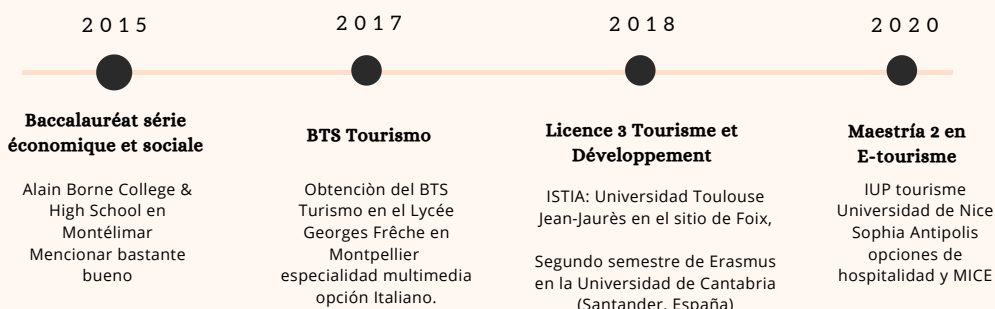 2015
Baccalauréat série
économique et sociale
Alain Borne College &
High School en
Montélimar
Mencionar bastante
bueno
2017
BTS Tourismo
Obtenciòn del BTS
Turismo en el Lycée
Georges Frêche en
Montpellier
especialidad multimedia
opción Italiano.
2018
Licence 3 Tourisme et
Développement
ISTIA: Universidad Toulouse
Jean-Jaurès en el sitio de Foix,
Segundo semestre de Erasmus
en la Universidad de Cantabria
(Santander, España)
2020
Maestría 2 en
E-tourisme
IUP tourisme
Universidad de Nice
Sophia Antipolis
opciones de
hospitalidad y MICE